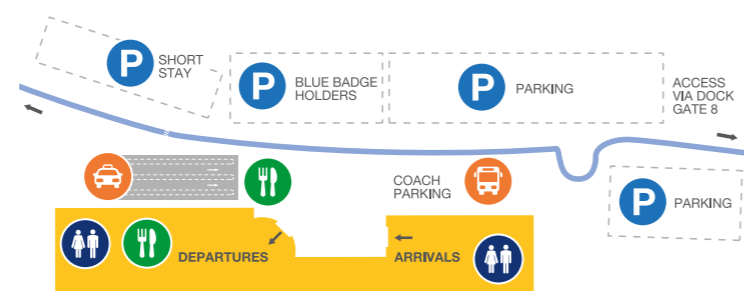 P
SHORT
STAY
P
BLUE BADGE
HOLDERS
P
PARKING
ACCESS
VIA DOCK
GATE 8
COACH
PARKING
P
PARKING
DEPARTURES
ARRIVALS